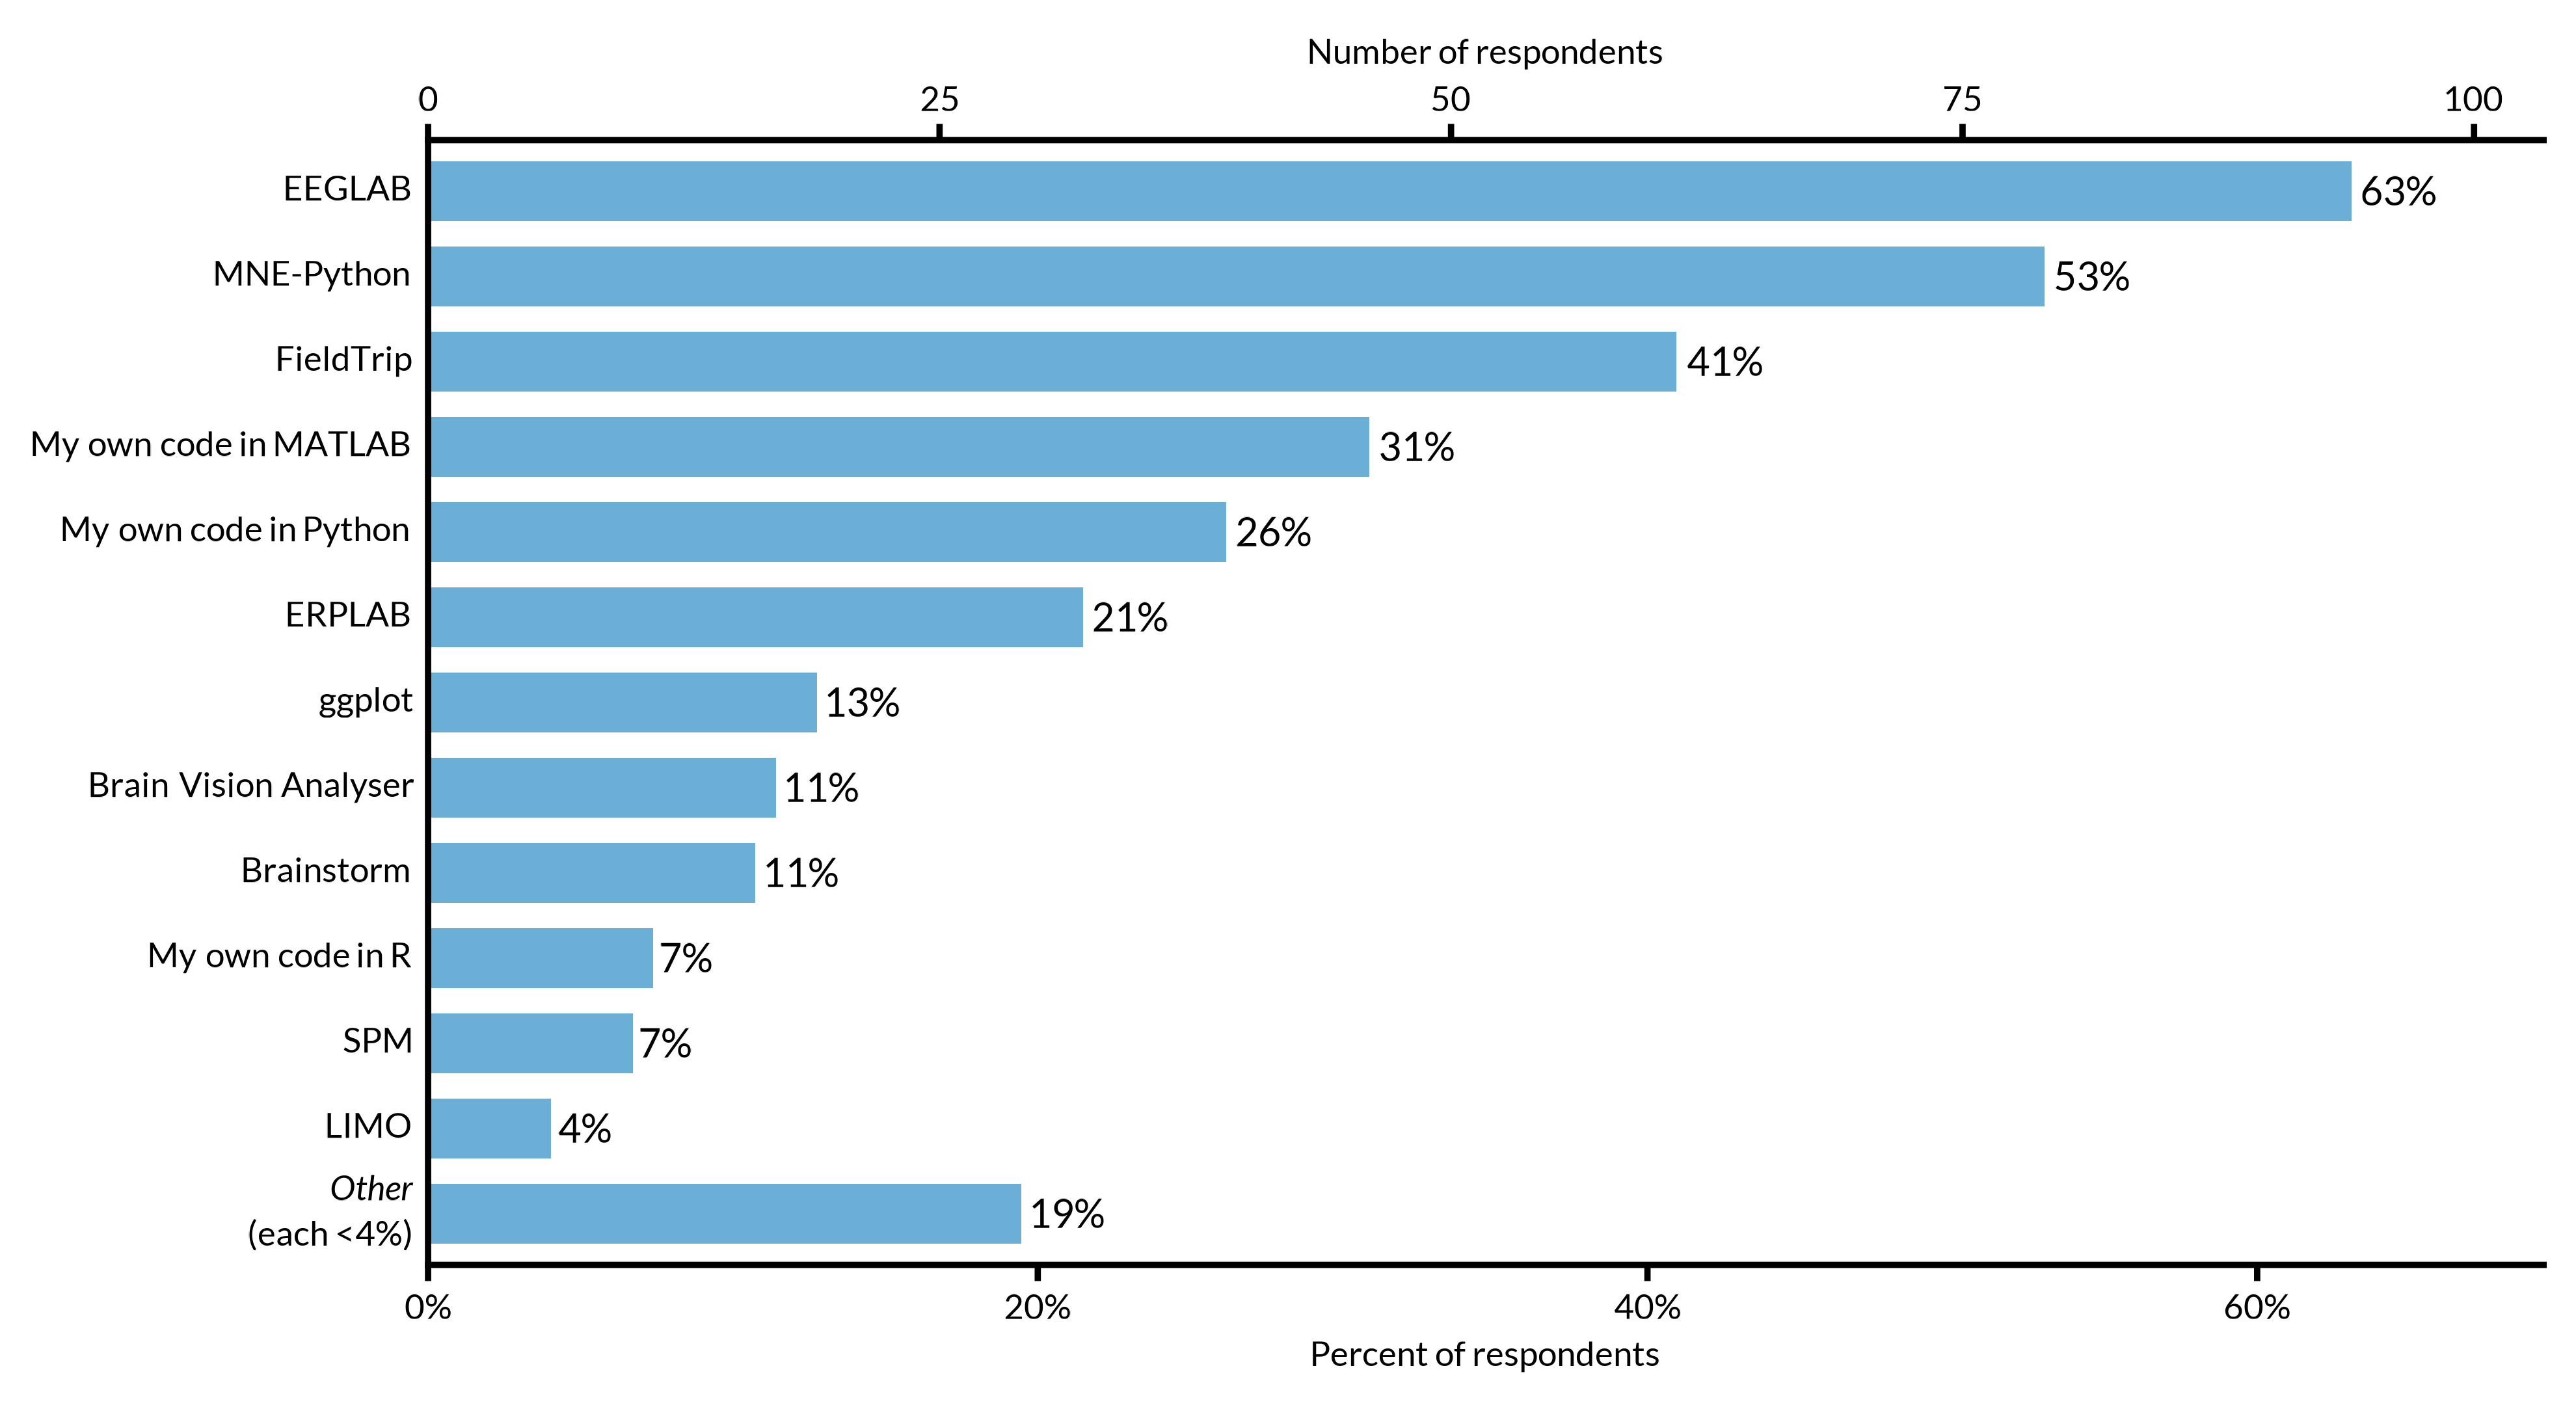 Number of respondents
0 25 50 75 100
EEGLAB 63%
MNE-Python 53%
FieldTrip 41%
My own code in MATLAB 31%
My own code in Python 26%
ERPLAB 21%
ggplot 13%
Brain Vision Analyser 11%
Brainstorm 11%
My own code in R 7%
SPM 7%
LIMO 4%
Other
(each <4%) 19%
0% 20% 40% 60%
Percent of respondents